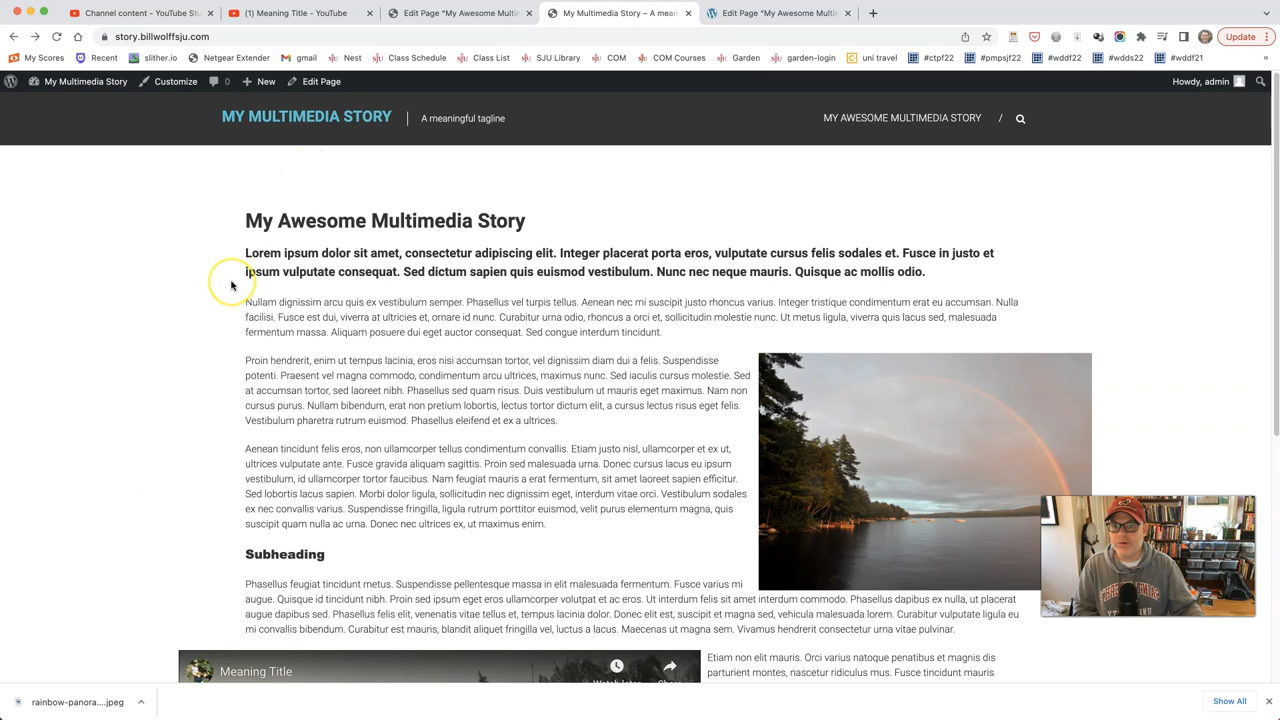 Channel content - YouTube St
(1) Meaning Title - YouTube
Edit Page "My Awesome Multim
My Multimedia Story – A mean
Edit Page "My Awesome Multim
story.billwolffsju.com
Update
My Scores
Recent
slither.io
Netgear Extender
gmail
Nest
Class Schedule
Class List
SJU Library
COM
COM Courses
Garden
garden-login
uni travel
#ctpf22
#pmpsjf22
#wddf22
#wdds22
#wddf21
»
My Multimedia Story
Customize
0
New
Edit Page
Howdy, admin
MY MULTIMEDIA STORY
A meaningful tagline
MY AWESOME MULTIMEDIA STORY
/
My Awesome Multimedia Story
Lorem ipsum dolor sit amet, consectetur adipiscing elit. Integer placerat porta eros, vulputate cursus felis sodales et. Fusce in justo et
ipsum vulputate consequat. Sed dictum sapien quis euismod vestibulum. Nunc nec neque mauris. Quisque ac mollis odio.
Nullam dignissim arcu quis ex vestibulum semper. Phasellus vel turpis tellus. Aenean nec mi suscipit justo rhoncus varius. Integer tristique condimentum erat eu accumsan. Nulla
facilisi. Fusce est dui, viverra at ultricies et, ornare id nunc. Curabitur urna odio, rhoncus a orci et, sollicitudin molestie nunc. Ut metus ligula, viverra quis lacus sed, malesuada
fermentum massa. Aliquam posuere dui eget auctor consequat. Sed congue interdum tincidunt.
Proin hendrerit, enim ut tempus lacinia, eros nisi accumsan tortor, vel dignissim diam dui a felis. Suspendisse
potenti. Praesent vel magna commodo, condimentum arcu ultrices, maximus nunc. Sed iaculis cursus molestie. Sed
at accumsan tortor, sed laoreet nibh. Phasellus sed quam risus. Duis vestibulum ut mauris eget maximus. Nam non
cursus purus. Nullam bibendum, erat non pretium lobortis, lectus tortor dictum elit, a cursus lectus risus eget felis.
Vestibulum pharetra rutrum euismod. Phasellus eleifend et ex a ultrices.
Aenean tincidunt felis eros, non ullamcorper tellus condimentum convallis. Etiam justo nisl, ullamcorper et ex ut,
ultrices vulputate ante. Fusce gravida aliquam sagittis. Proin sed malesuada urna. Donec cursus lacus eu ipsum
vestibulum, id ullamcorper tortor faucibus. Nam feugiat mauris a erat fermentum, sit amet laoreet sapien efficitur.
Sed lobortis lacus sapien. Morbi dolor ligula, sollicitudin nec dignissim eget, interdum vitae orci. Vestibulum sodales
ex nec convallis varius. Suspendisse fringilla, ligula rutrum porttitor euismod, velit purus elementum magna, quis
suscipit quam nulla ac urna. Donec nec ultrices ex, ut maximus enim.
Subheading
Phasellus feugiat tincidunt metus. Suspendisse pellentesque massa in elit malesuada fermentum. Fusce varius mi
augue. Quisque id tincidunt nibh. Proin sed ipsum eget eros ullamcorper volutpat et ac eros. Ut interdum felis sit amet interdum commodo. Phasellus dapibus ex nulla, ut placerat
augue dapibus sed. Phasellus felis elit, venenatis vitae tellus et, tempus lacinia dolor. Donec elit est, suscipit et magna sed, vehicula malesuada lorem. Curabitur vulputate ligula eu
mi convallis bibendum. Curabitur est mauris, blandit aliquet fringilla vel, luctus a lacus. Maecenas ut magna sem. Vivamus hendrerit consectetur urna vitae pulvinar.
Meaning Title
Etiam non elit mauris. Orci varius natoque penatibus et magnis dis
parturient montes, nascetur ridiculus mus. Fusce tincidunt mauris
rainbow-panora....jpeg
Show All